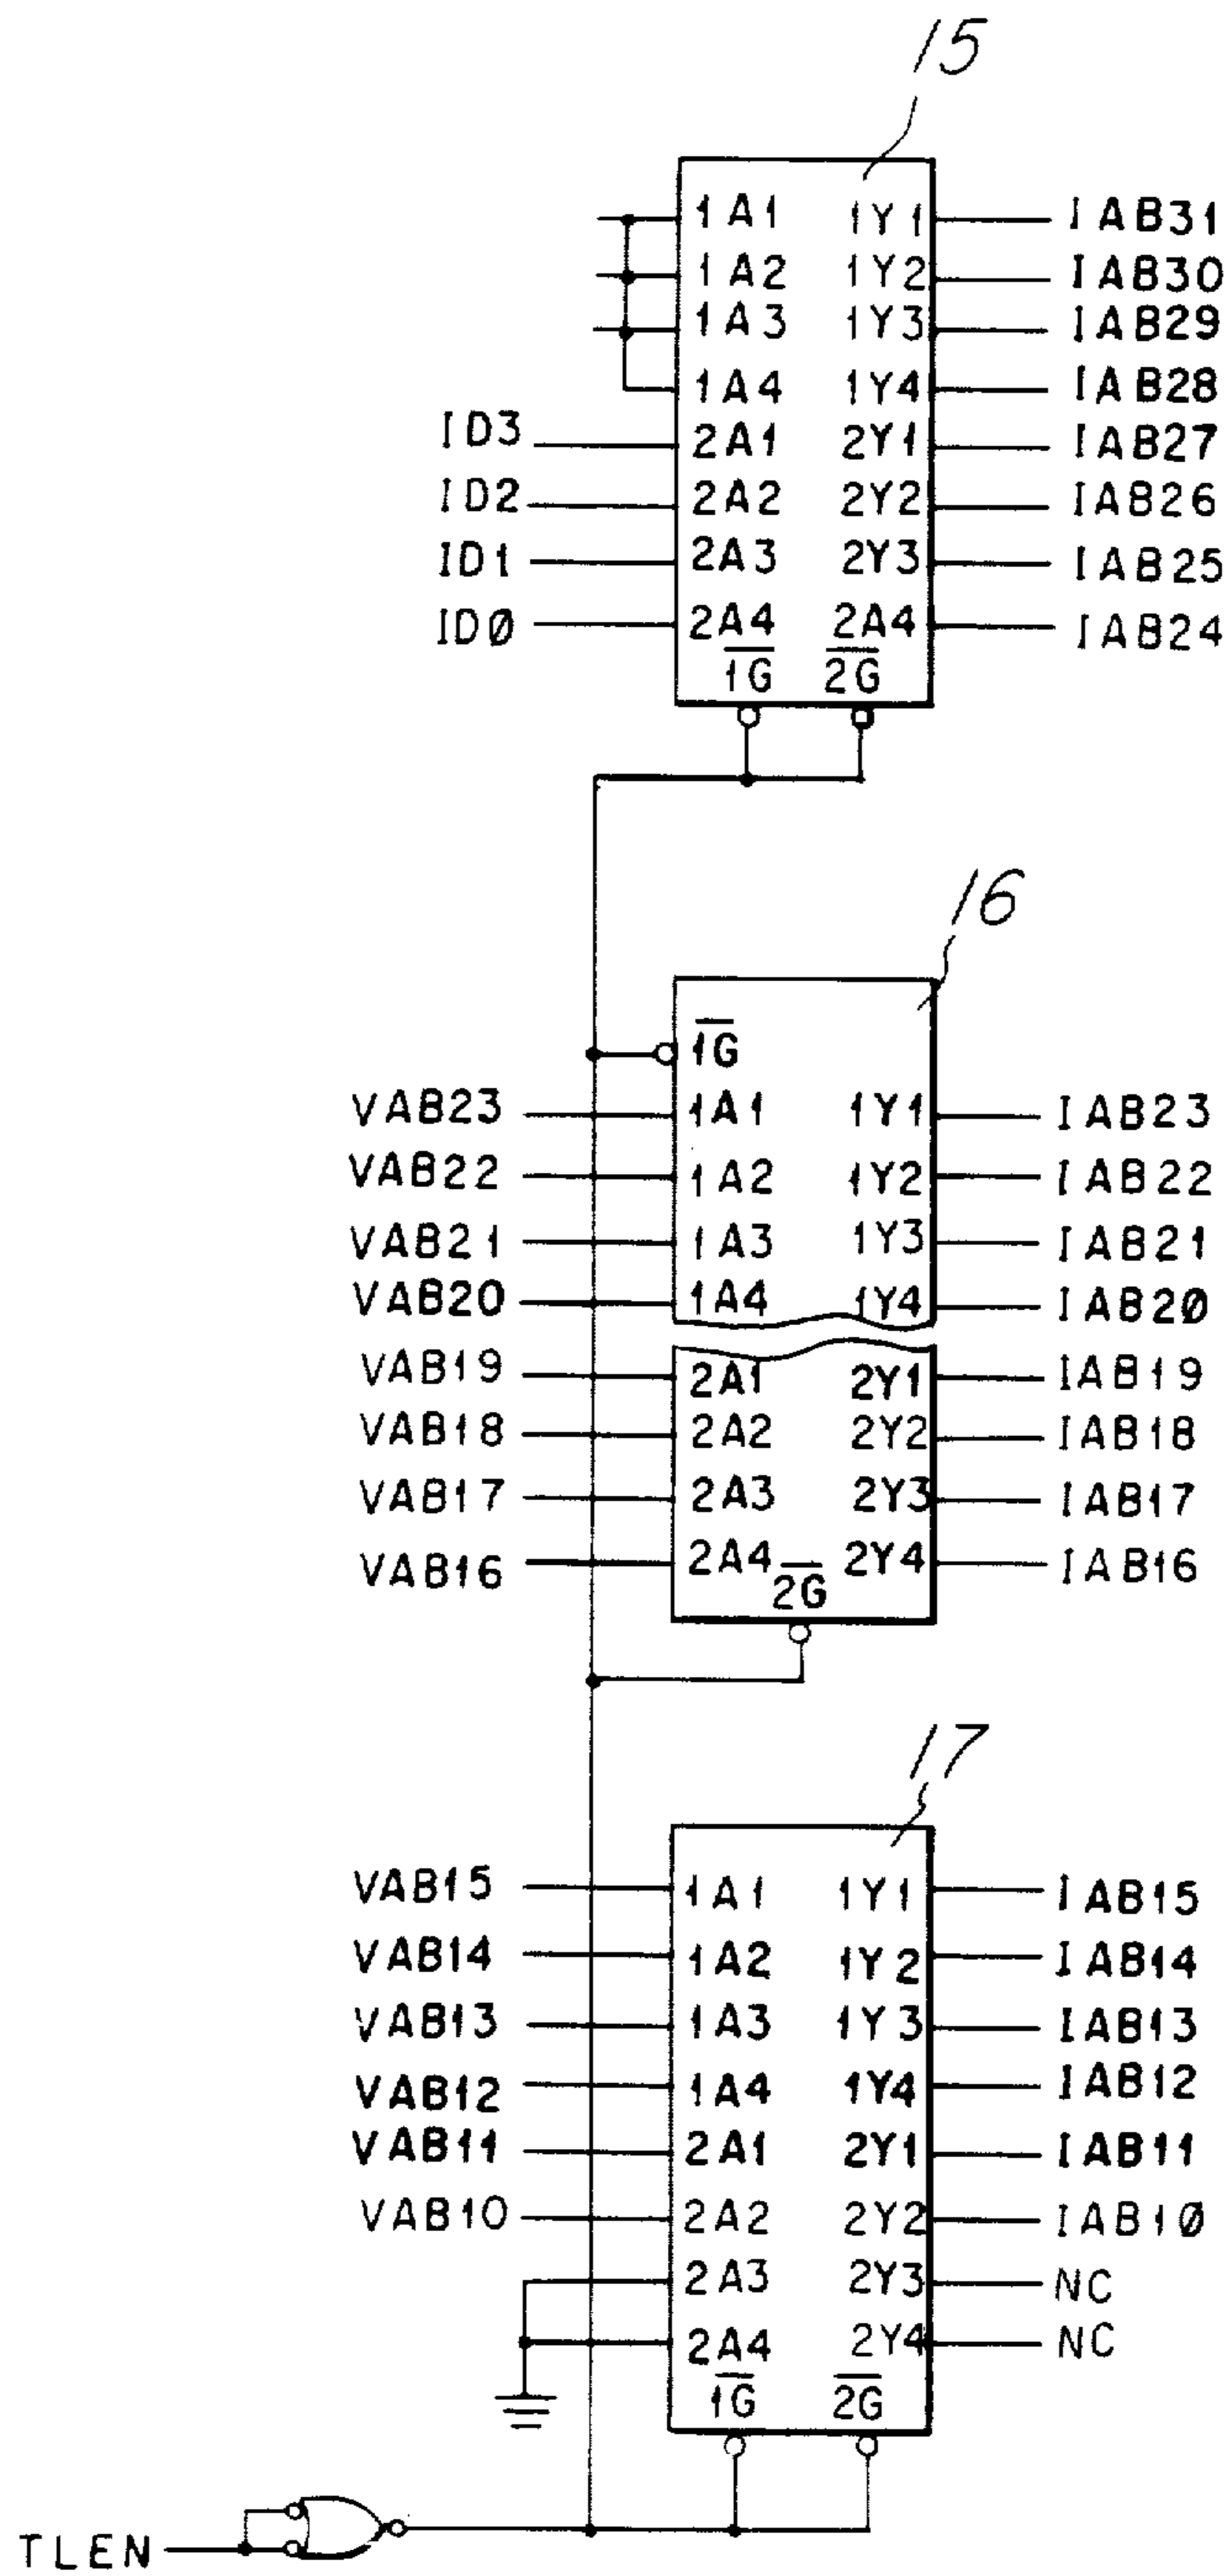 15
1A1 1Y1 IAB31
1A2 1Y2 IAB30
1A3 1Y3 IAB29
1A4 1Y4 IAB28
ID3 2A1 2Y1 IAB27
ID2 2A2 2Y2 IAB26
ID1 2A3 2Y3 IAB25
IDØ 2A4 2A4 IAB24
1G̅ 2G̅
16
1G̅
VAB23 1A1 1Y1 IAB23
VAB22 1A2 1Y2 IAB22
VAB21 1A3 1Y3 IAB21
VAB20 1A4 1Y4 IAB2Ø
VAB19 2A1 2Y1 IAB19
VAB18 2A2 2Y2 IAB18
VAB17 2A3 2Y3 IAB17
VAB16 2A4 2Y4 IAB16
2G̅
17
VAB15 1A1 1Y1 IAB15
VAB14 1A2 1Y2 IAB14
VAB13 1A3 1Y3 IAB13
VAB12 1A4 1Y4 IAB12
VAB11 2A1 2Y1 IAB11
VAB10 2A2 2Y2 IAB1Ø
2A3 2Y3 NC
2A4 2Y4 NC
1G̅ 2G̅
TLEN